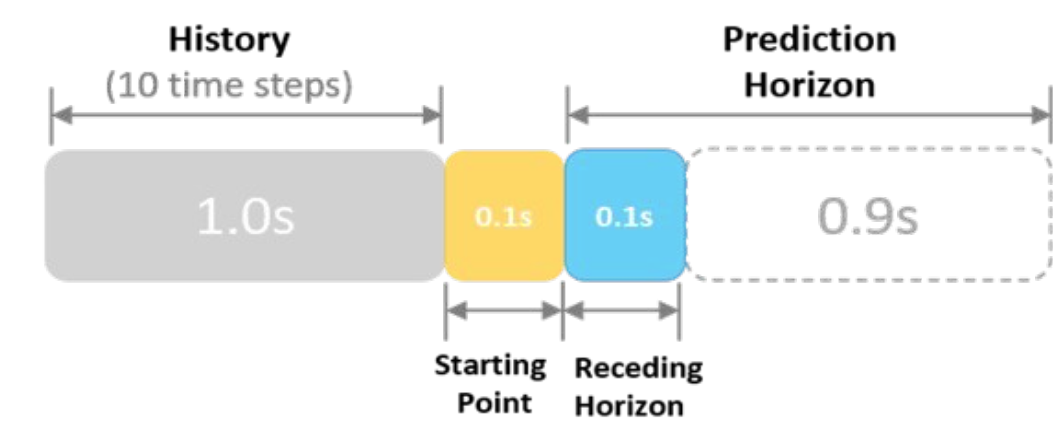 History
(10 time steps)
Prediction
Horizon
1.0s
0.1s
0.1s
0.9s
Starting
Point
Receding
Horizon